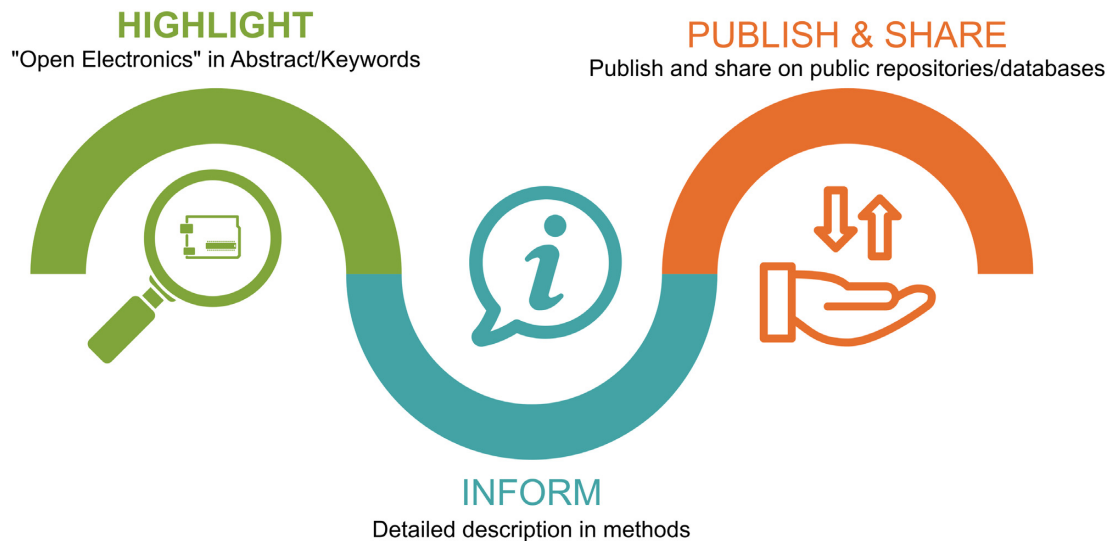 HIGHLIGHT
"Open Electronics" in Abstract/Keywords
INFORM
Detailed description in methods
PUBLISH & SHARE
Publish and share on public repositories/databases